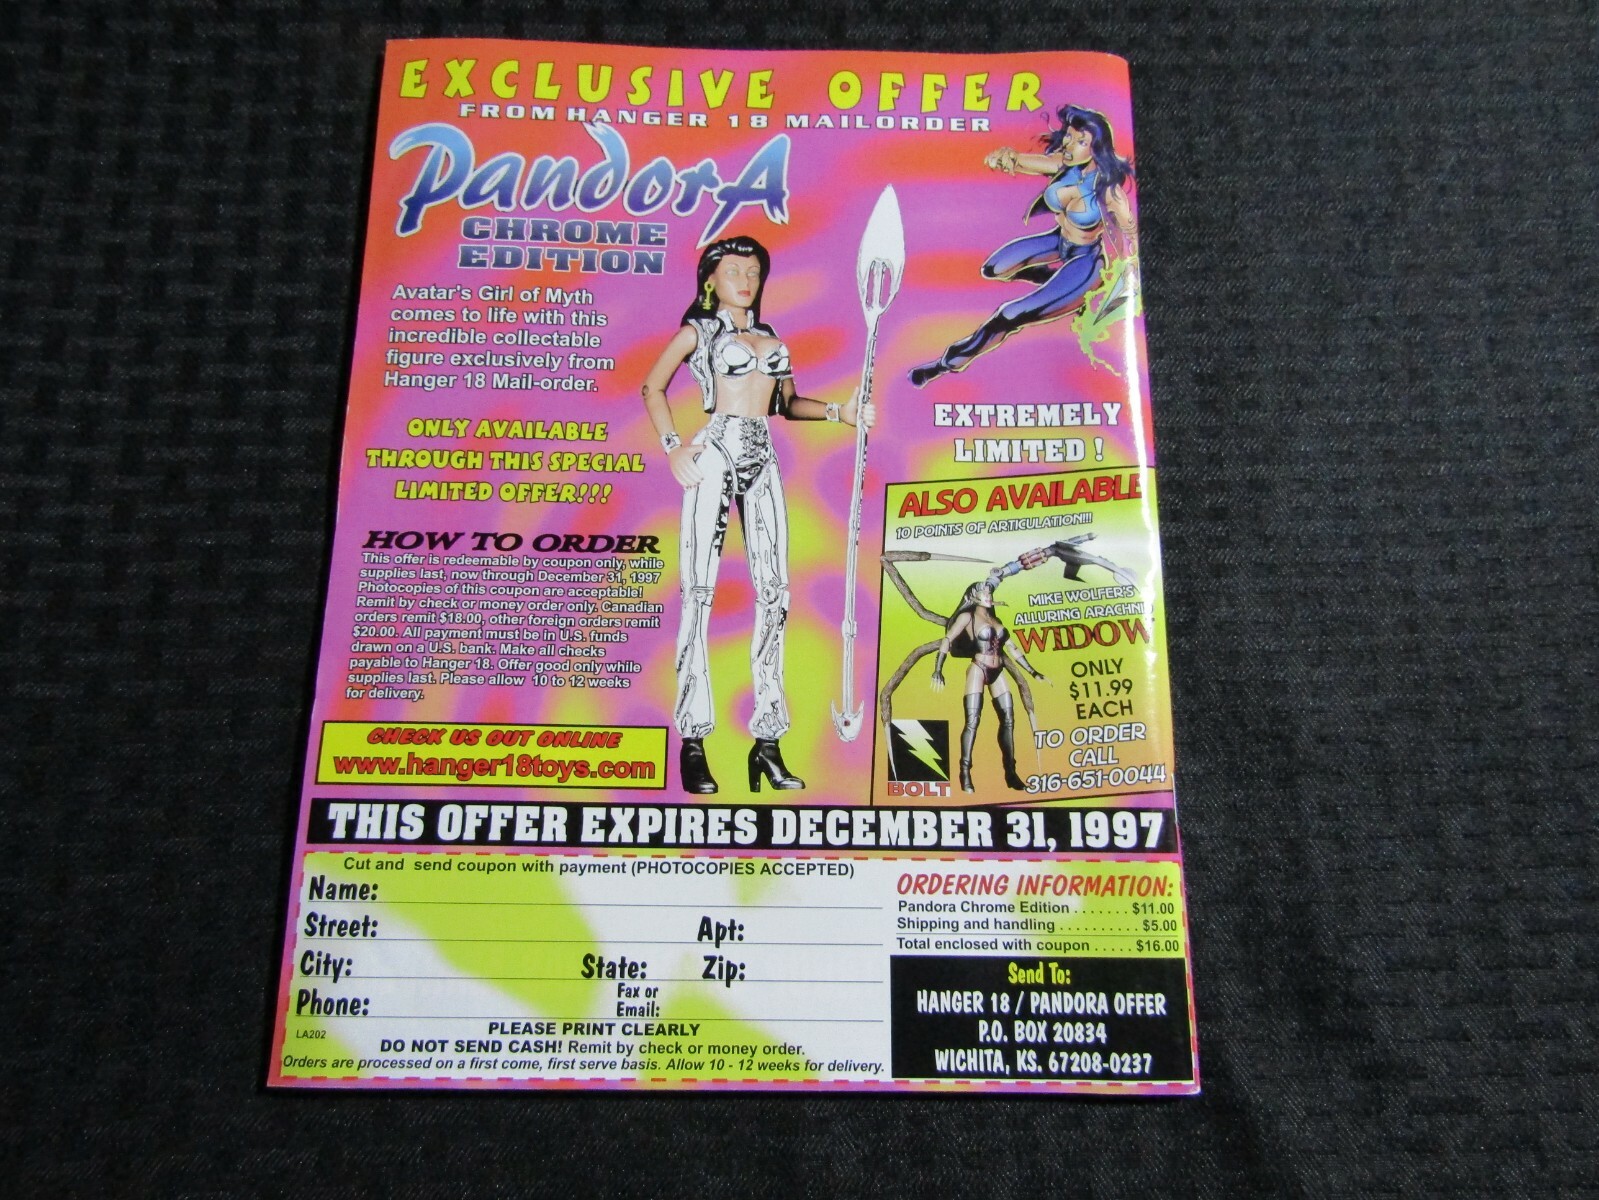 EXCLUSIVE OFFER
FROM HANGER 18 MAILORDER
PandorA
CHROME
EDITION
Avatar's Girl of Myth
comes to life with this
incredible collectable
figure exclusively from
Hanger 18 Mail-order.
ONLY AVAILABLE
THROUGH THIS SPECIAL
LIMITED OFFER!!!
EXTREMELY
LIMITED !
HOW TO ORDER
This offer is redeemable by coupon only, while
supplies last, now through December 31, 1997
Photocopies of this coupon are acceptable!
Remit by check or money order only. Canadian
orders remit $18.00, other foreign orders remit
$20.00. All payment must be in U.S. funds
drawn on a U.S. bank. Make all checks
payable to Hanger 18. Offer good only while
supplies last. Please allow 10 to 12 weeks
for delivery.
CHECK US OUT ONLINE
www.hanger18toys.com
ALSO AVAILABLE
10 POINTS OF ARTICULATION!!!
MIKE WOLFER'S
ALLURING ARACHNID
WIDOW
ONLY
$11.99
EACH
TO ORDER
CALL
316-651-0044
BOLT
THIS OFFER EXPIRES DECEMBER 31, 1997
Cut and send coupon with payment (PHOTOCOPIES ACCEPTED)
Name:
Street: Apt:
City: State: Zip:
Phone: Fax or
Email:
LA202
PLEASE PRINT CLEARLY
DO NOT SEND CASH! Remit by check or money order.
Orders are processed on a first come, first serve basis. Allow 10 - 12 weeks for delivery.
ORDERING INFORMATION:
Pandora Chrome Edition . . . . . . . $11.00
Shipping and handling . . . . . . . . . . $5.00
Total enclosed with coupon . . . . . $16.00
Send To:
HANGER 18 / PANDORA OFFER
P.O. BOX 20834
WICHITA, KS. 67208-0237